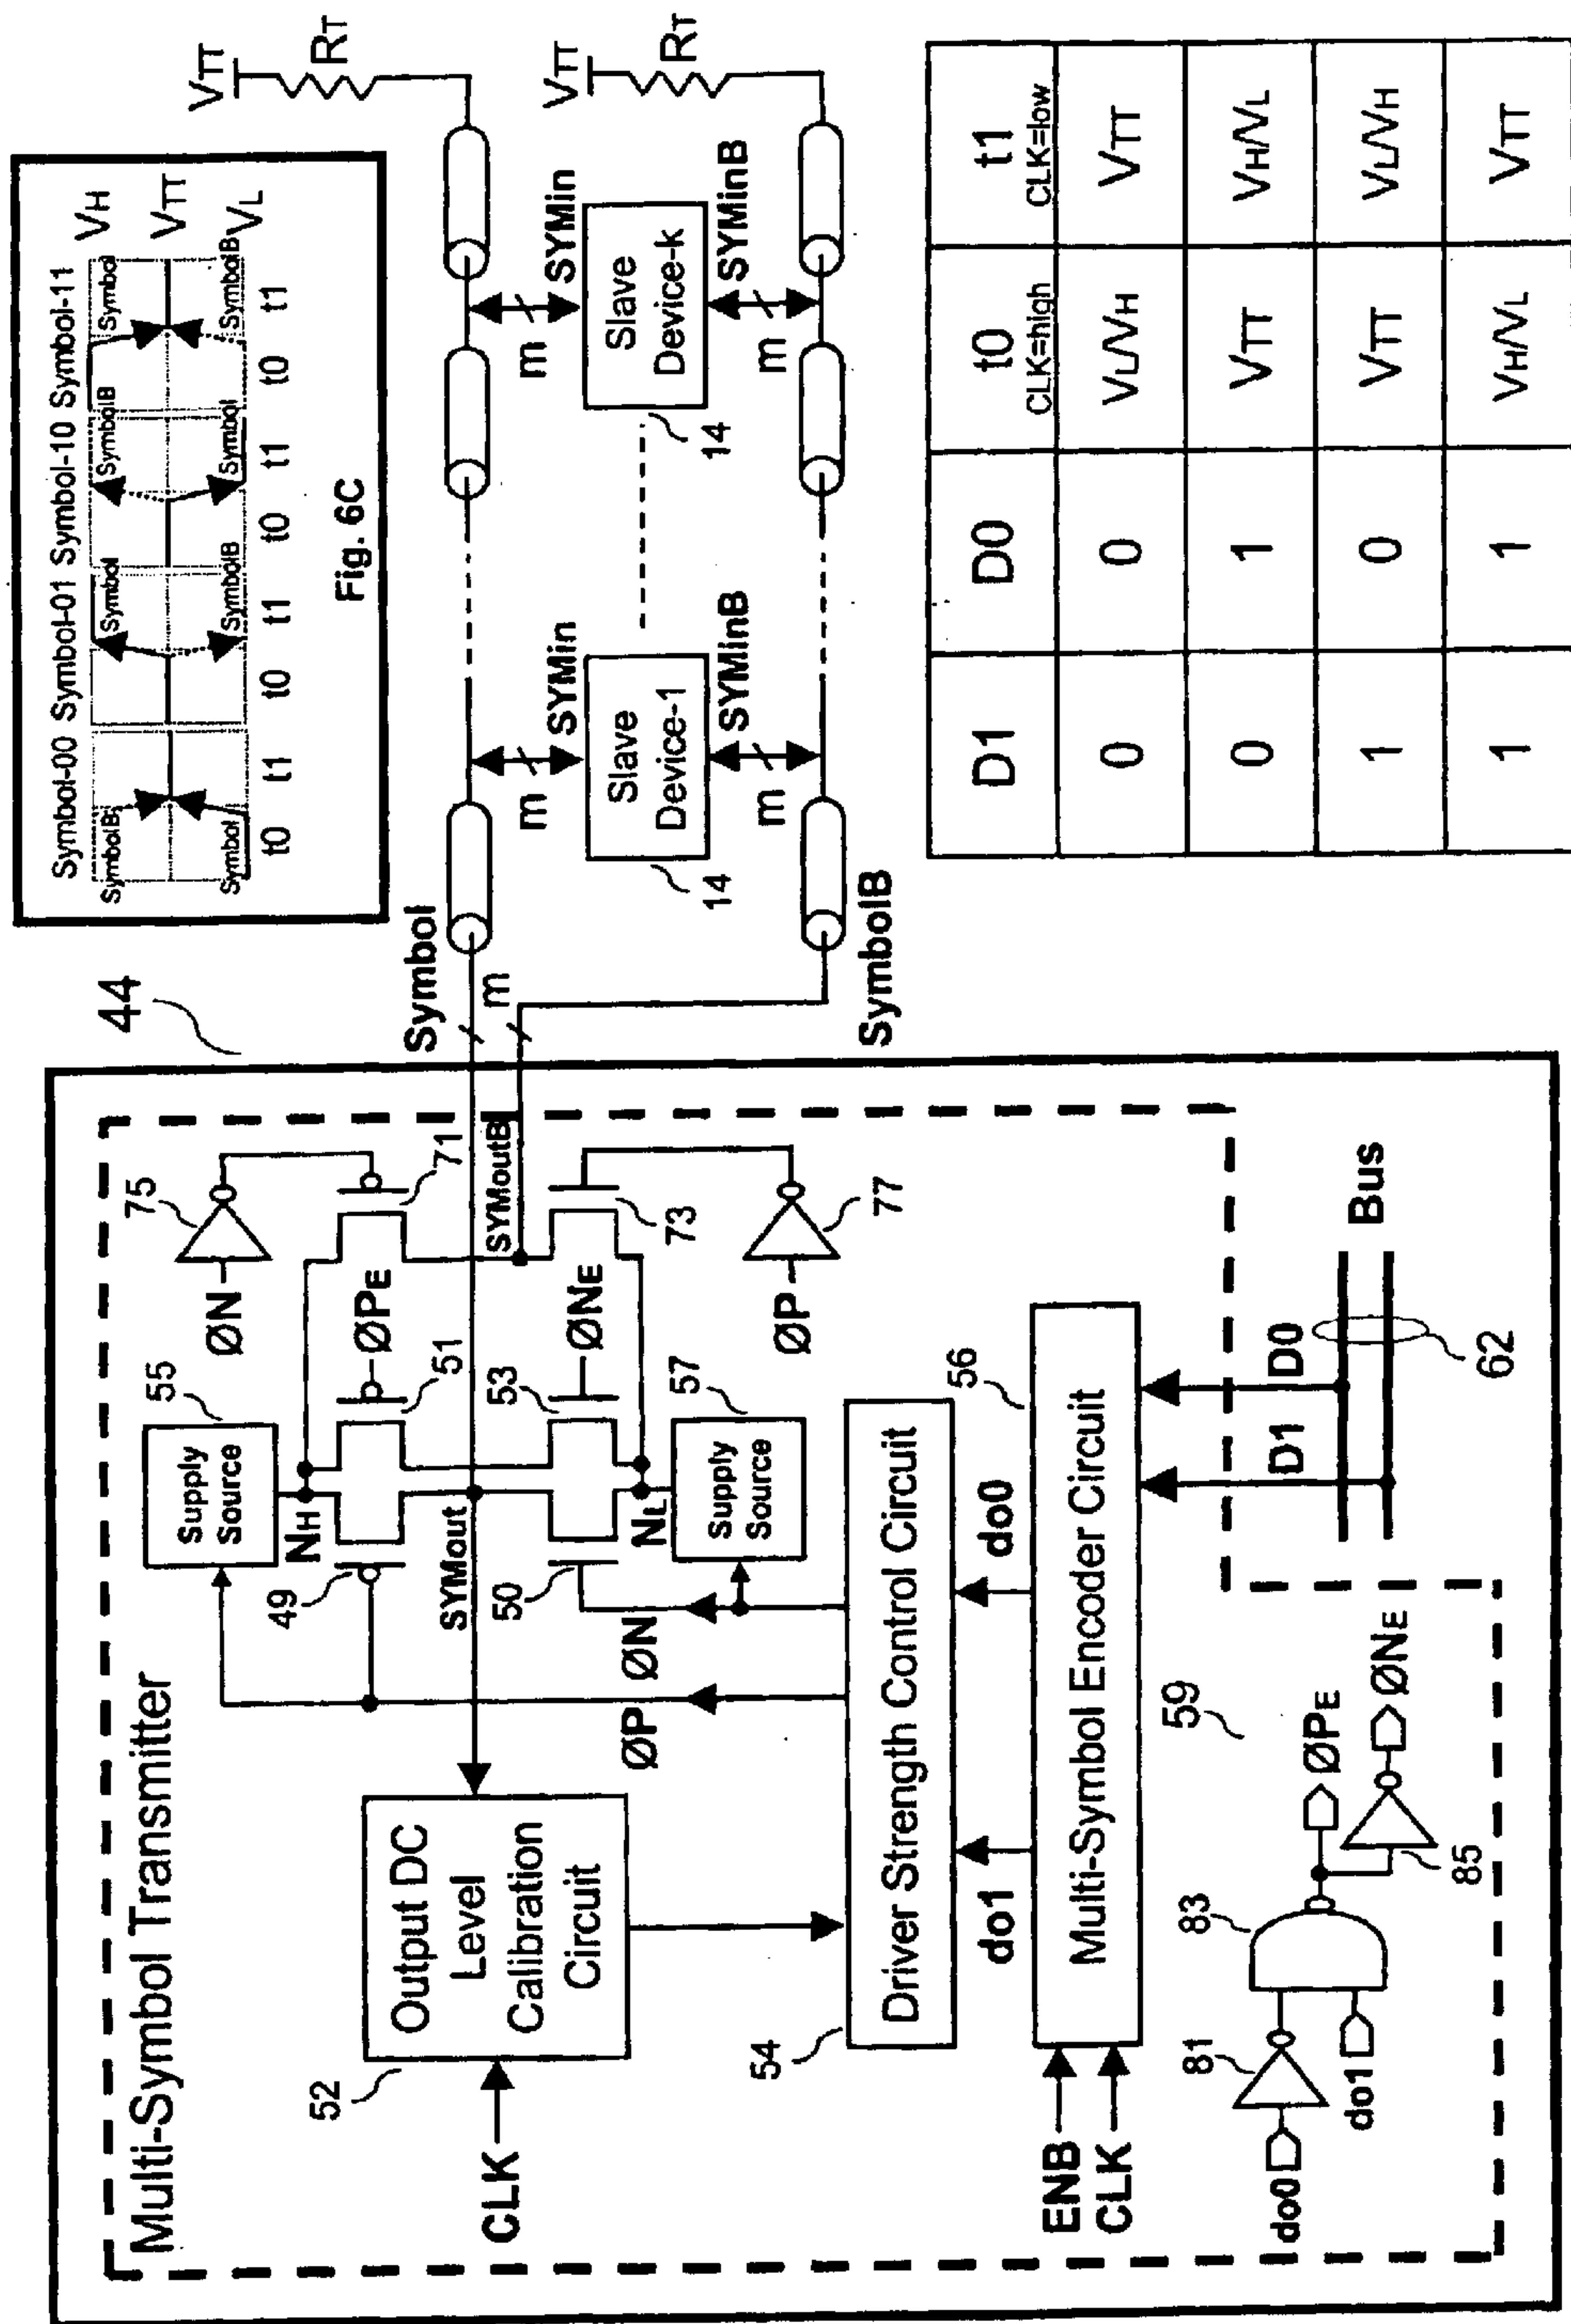 Multi-Symbol Transmitter
44
CLK
52
Output DC
Level
Calibration
Circuit
55
Supply
Source
NH
49
SYMout
50
NL
ØP ØN
51
ØPE
53
ØNE
57
Supply
Source
ØN
75
71
SYMoutB
73
ØP
77
54
Driver Strength Control Circuit
do1
do0
56
ENB
CLK
Multi-Symbol Encoder Circuit
D1
D0
Bus
62
do0
81
do1
83
85
ØPE
ØNE
59
Symbol
m
SymbolB
Symbol-00 Symbol-01 Symbol-10 Symbol-11
SymbolB
Symbol
Symbol
SymbolB
SymbolB
Symbol
Symbol
SymbolB
VH
VTT
VL
t0 t1 t0 t1 t0 t1 t0 t1
Fig. 6C
VTT
RT
m
SYMin
m
SYMin
Slave
Device-1
14
Slave
Device-k
14
m
SYMinB
m
SYMinB
VTT
RT
D1 D0 t0 t1
CLK=high CLK=low
0 0 VL/VH VTT
0 1 VTT VH/VL
1 0 VTT VL/VH
1 1 VH/VL VTT